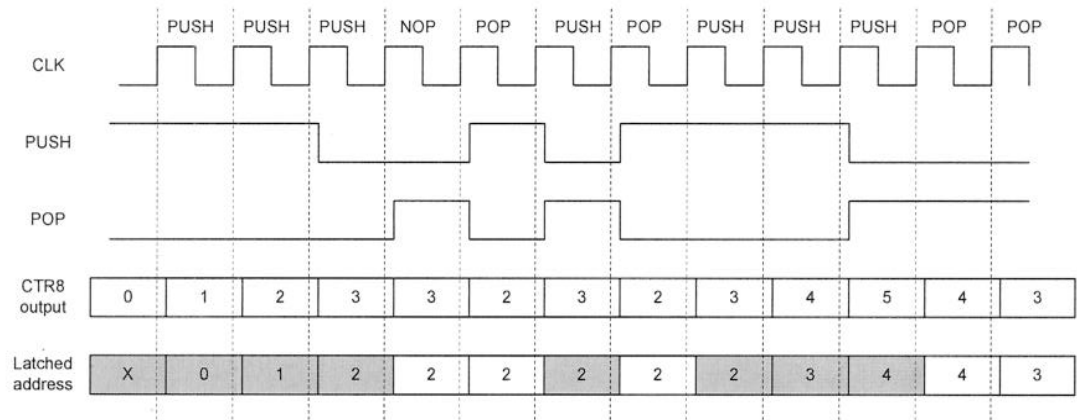 PUSH PUSH PUSH NOP POP PUSH POP PUSH PUSH PUSH POP POP
CLK
PUSH
POP
CTR8
output
0 1 2 3 3 2 3 2 3 4 5 4 3
Latched
address
X 0 1 2 2 2 2 2 2 3 4 4 3